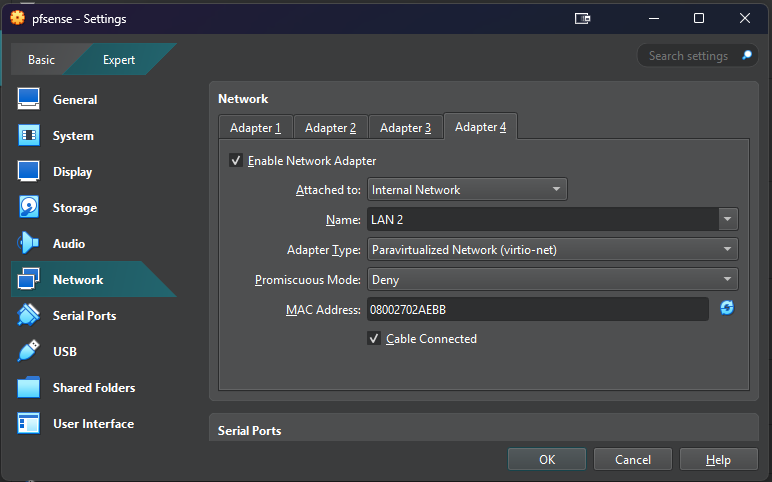 pfsense - Settings
Basic Expert Search settings
General
System
Display
Storage
Audio
Network
Serial Ports
USB
Shared Folders
User Interface
Network
Adapter 1 Adapter 2 Adapter 3 Adapter 4
Enable Network Adapter
Attached to: Internal Network
Name: LAN 2
Adapter Type: Paravirtualized Network (virtio-net)
Promiscuous Mode: Deny
MAC Address: 08002702AEBB
Cable Connected
Serial Ports
OK Cancel Help